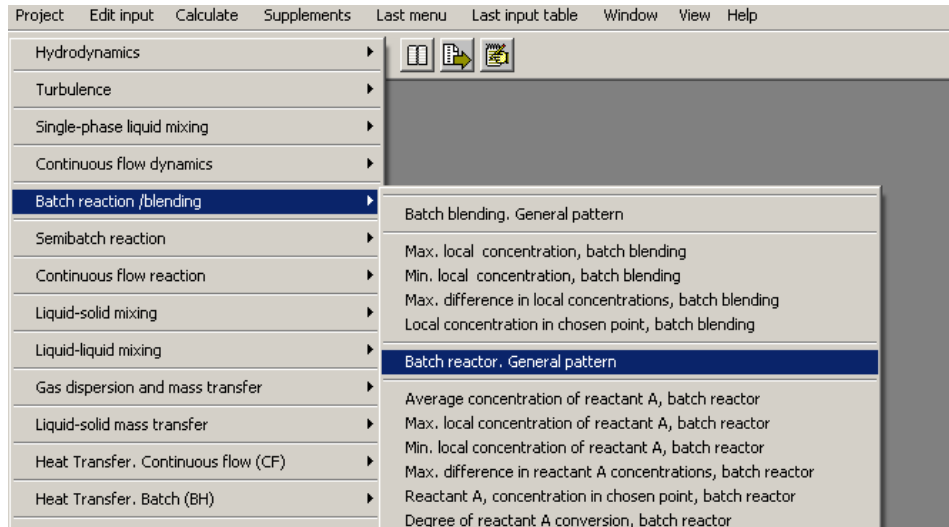 Project Edit input Calculate Supplements Last menu Last input table Window View Help
Hydrodynamics
Turbulence
Single-phase liquid mixing
Continuous flow dynamics
Batch reaction /blending
Semibatch reaction
Continuous flow reaction
Liquid-solid mixing
Liquid-liquid mixing
Gas dispersion and mass transfer
Liquid-solid mass transfer
Heat Transfer. Continuous flow (CF)
Heat Transfer. Batch (BH)
Batch blending. General pattern
Max. local concentration, batch blending
Min. local concentration, batch blending
Max. difference in local concentrations, batch blending
Local concentration in chosen point, batch blending
Batch reactor. General pattern
Average concentration of reactant A, batch reactor
Max. local concentration of reactant A, batch reactor
Min. local concentration of reactant A, batch reactor
Max. difference in reactant A concentrations, batch reactor
Reactant A, concentration in chosen point, batch reactor
Degree of reactant A conversion, batch reactor